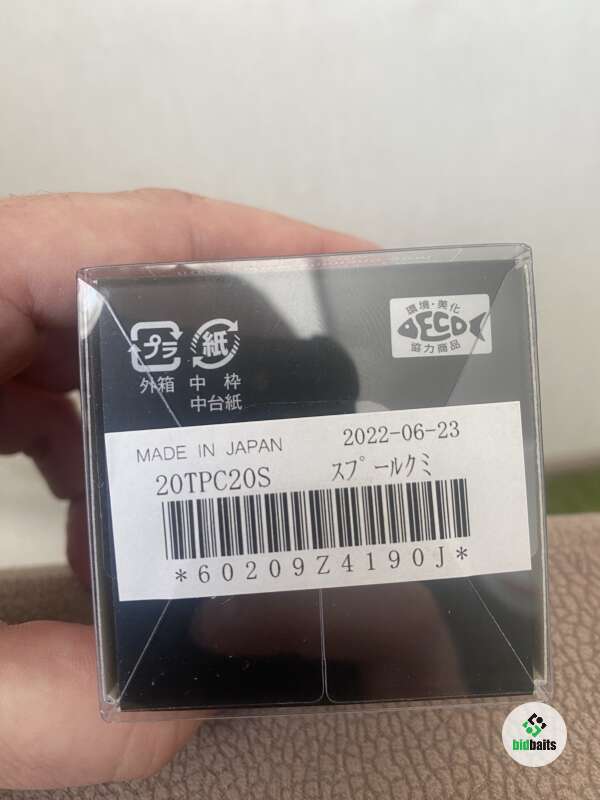 環境・美化
DECO
協力商品
プラ
紙
外箱 中 枠
中台紙
MADE IN JAPAN 2022-06-23
20TPC20S スプールクミ
*60209Z4190J*
bidbaits